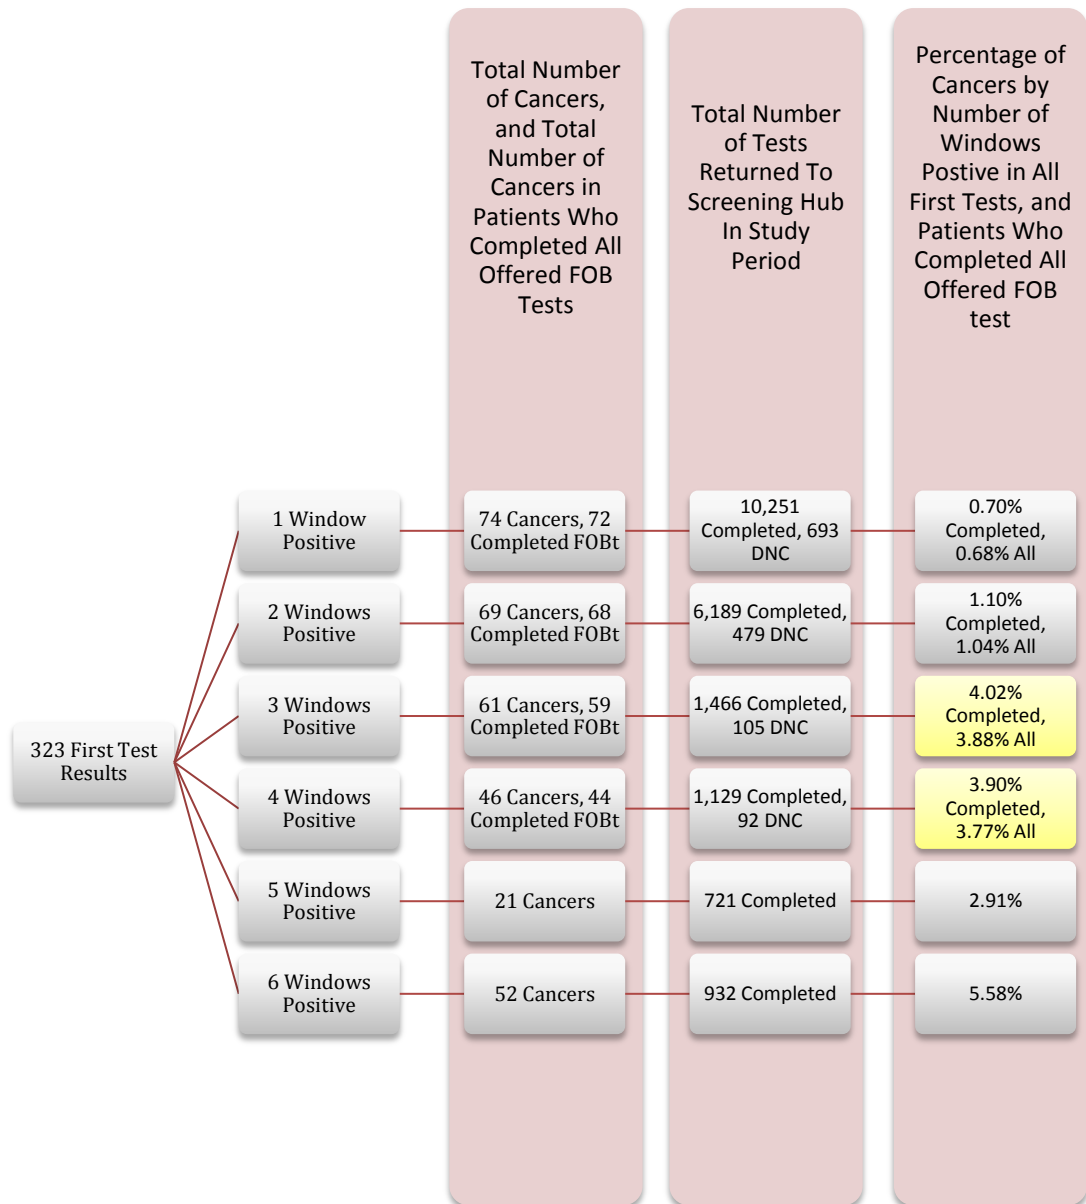 Total Number
of Cancers,
and Total
Number of
Cancers in
Patients Who
Completed All
Offered FOB
Tests
Total Number
of Tests
Returned To
Screening Hub
In Study
Period
Percentage of
Cancers by
Number of
Windows
Postive in All
First Tests, and
Patients Who
Completed All
Offered FOB
test
323 First Test
Results
1 Window
Positive
74 Cancers, 72
Completed FOBt
10,251
Completed, 693
DNC
0.70%
Completed,
0.68% All
2 Windows
Positive
69 Cancers, 68
Completed FOBt
6,189 Completed,
479 DNC
1.10%
Completed,
1.04% All
3 Windows
Positive
61 Cancers, 59
Completed FOBt
1,466 Completed,
105 DNC
4.02%
Completed,
3.88% All
4 Windows
Positive
46 Cancers, 44
Completed FOBt
1,129 Completed,
92 DNC
3.90%
Completed,
3.77% All
5 Windows
Positive
21 Cancers
721 Completed
2.91%
6 Windows
Positive
52 Cancers
932 Completed
5.58%